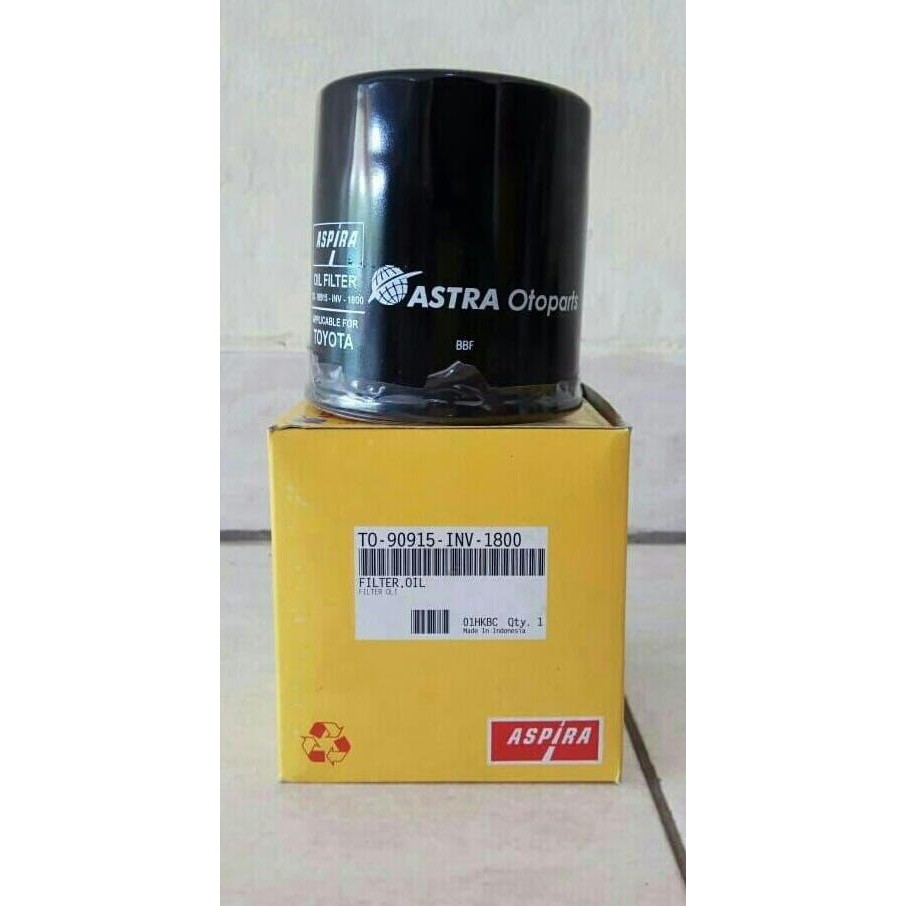 ASPIRA
OIL FILTER
TO - 90915 - INV - 1800
APPLICABLE FOR
TOYOTA
ASTRA Otoparts
BBF
TO-90915-INV-1800
FILTER,OIL
FILTER OLI
01HKBC Qty. 1
Made In Indonesia
ASPIRA